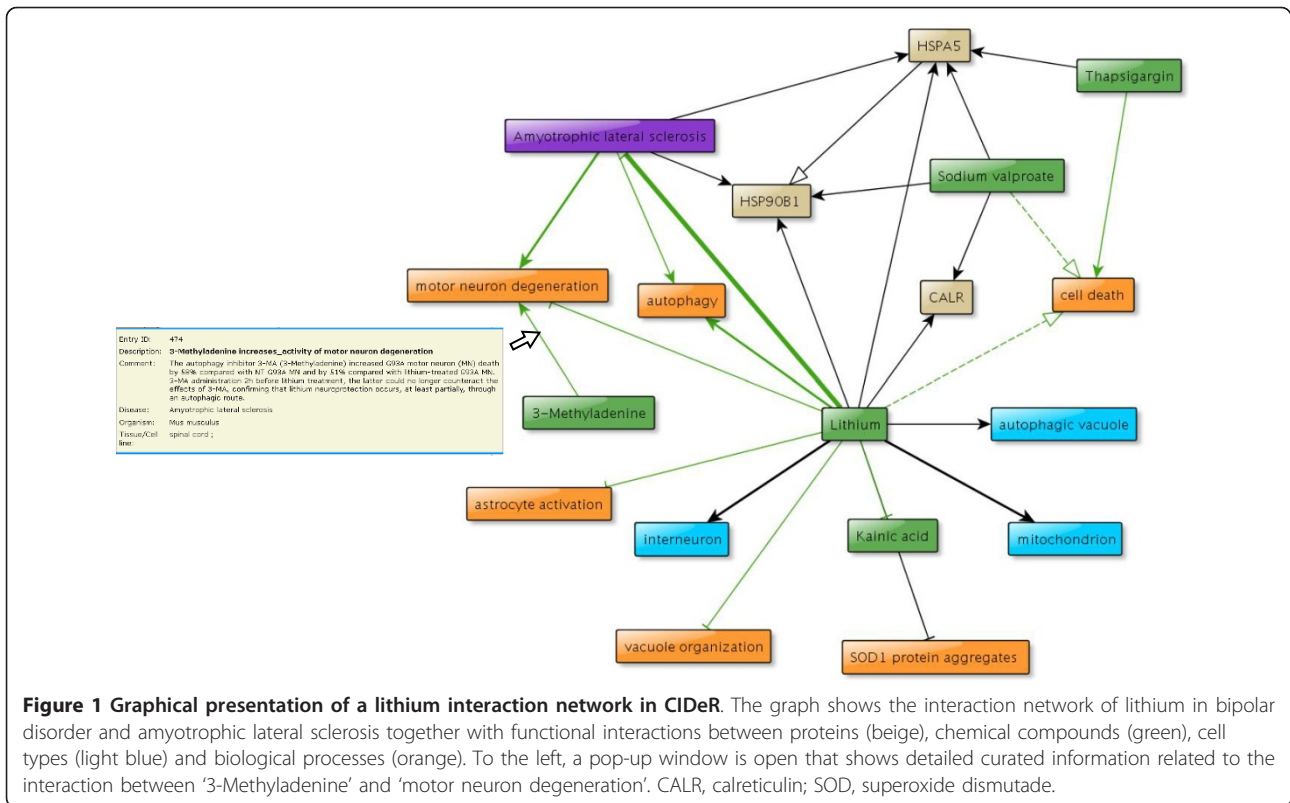 HSPA5
Thapsigargin
Amyotrophic lateral sclerosis
Sodium valproate
HSP90B1
motor neuron degeneration
autophagy
CALR
cell death
Entry ID: 474
Description: 3-Methyladenine increases_activity of motor neuron degeneration
Comment: The autophagy inhibitor 3-MA (3-Methyladenine) increased G93A motor neuron (MN) death
by 58% compared with NT G93A MN and by 51% compared with lithium-treated G93A MN.
3-MA administration 2h before lithium treatment, the latter could no longer counteract the
effects of 3-MA, confirming that lithium neuroprotection occurs, at least partially, through
an autophagic route.
Disease: Amyotrophic lateral sclerosis
Organism: Mus musculus
Tissue/Cell spinal cord ;
line:
3-Methyladenine
Lithium
autophagic vacuole
astrocyte activation
interneuron
Kainic acid
mitochondrion
vacuole organization
SOD1 protein aggregates
Figure 1 Graphical presentation of a lithium interaction network in CIDeR. The graph shows the interaction network of lithium in bipolar
disorder and amyotrophic lateral sclerosis together with functional interactions between proteins (beige), chemical compounds (green), cell
types (light blue) and biological processes (orange). To the left, a pop-up window is open that shows detailed curated information related to the
interaction between '3-Methyladenine' and 'motor neuron degeneration'. CALR, calreticulin; SOD, superoxide dismutade.